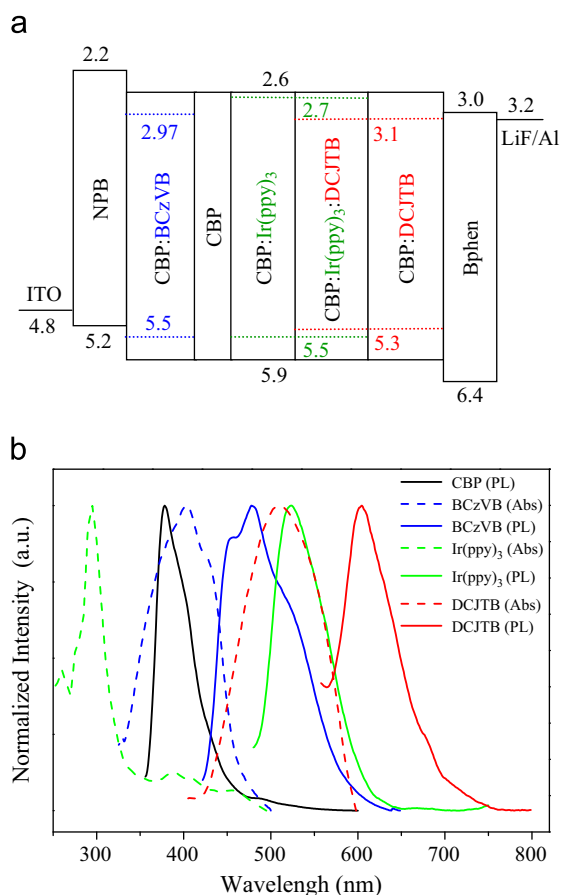 a
2.2
2.6
3.0
3.2
2.97
2.7
3.1
LiF/Al
NPB
CBP:BCzVB
CBP
CBP:Ir(ppy)3
CBP:Ir(ppy)3:DCJTB
CBP:DCJTB
Bphen
ITO
4.8
5.2
5.5
5.5
5.3
5.9
6.4
b
Normalized Intensity (a.u.)
CBP (PL)
BCzVB (Abs)
BCzVB (PL)
Ir(ppy)3 (Abs)
Ir(ppy)3 (PL)
DCJTB (Abs)
DCJTB (PL)
300 400 500 600 700 800
Wavelengh (nm)